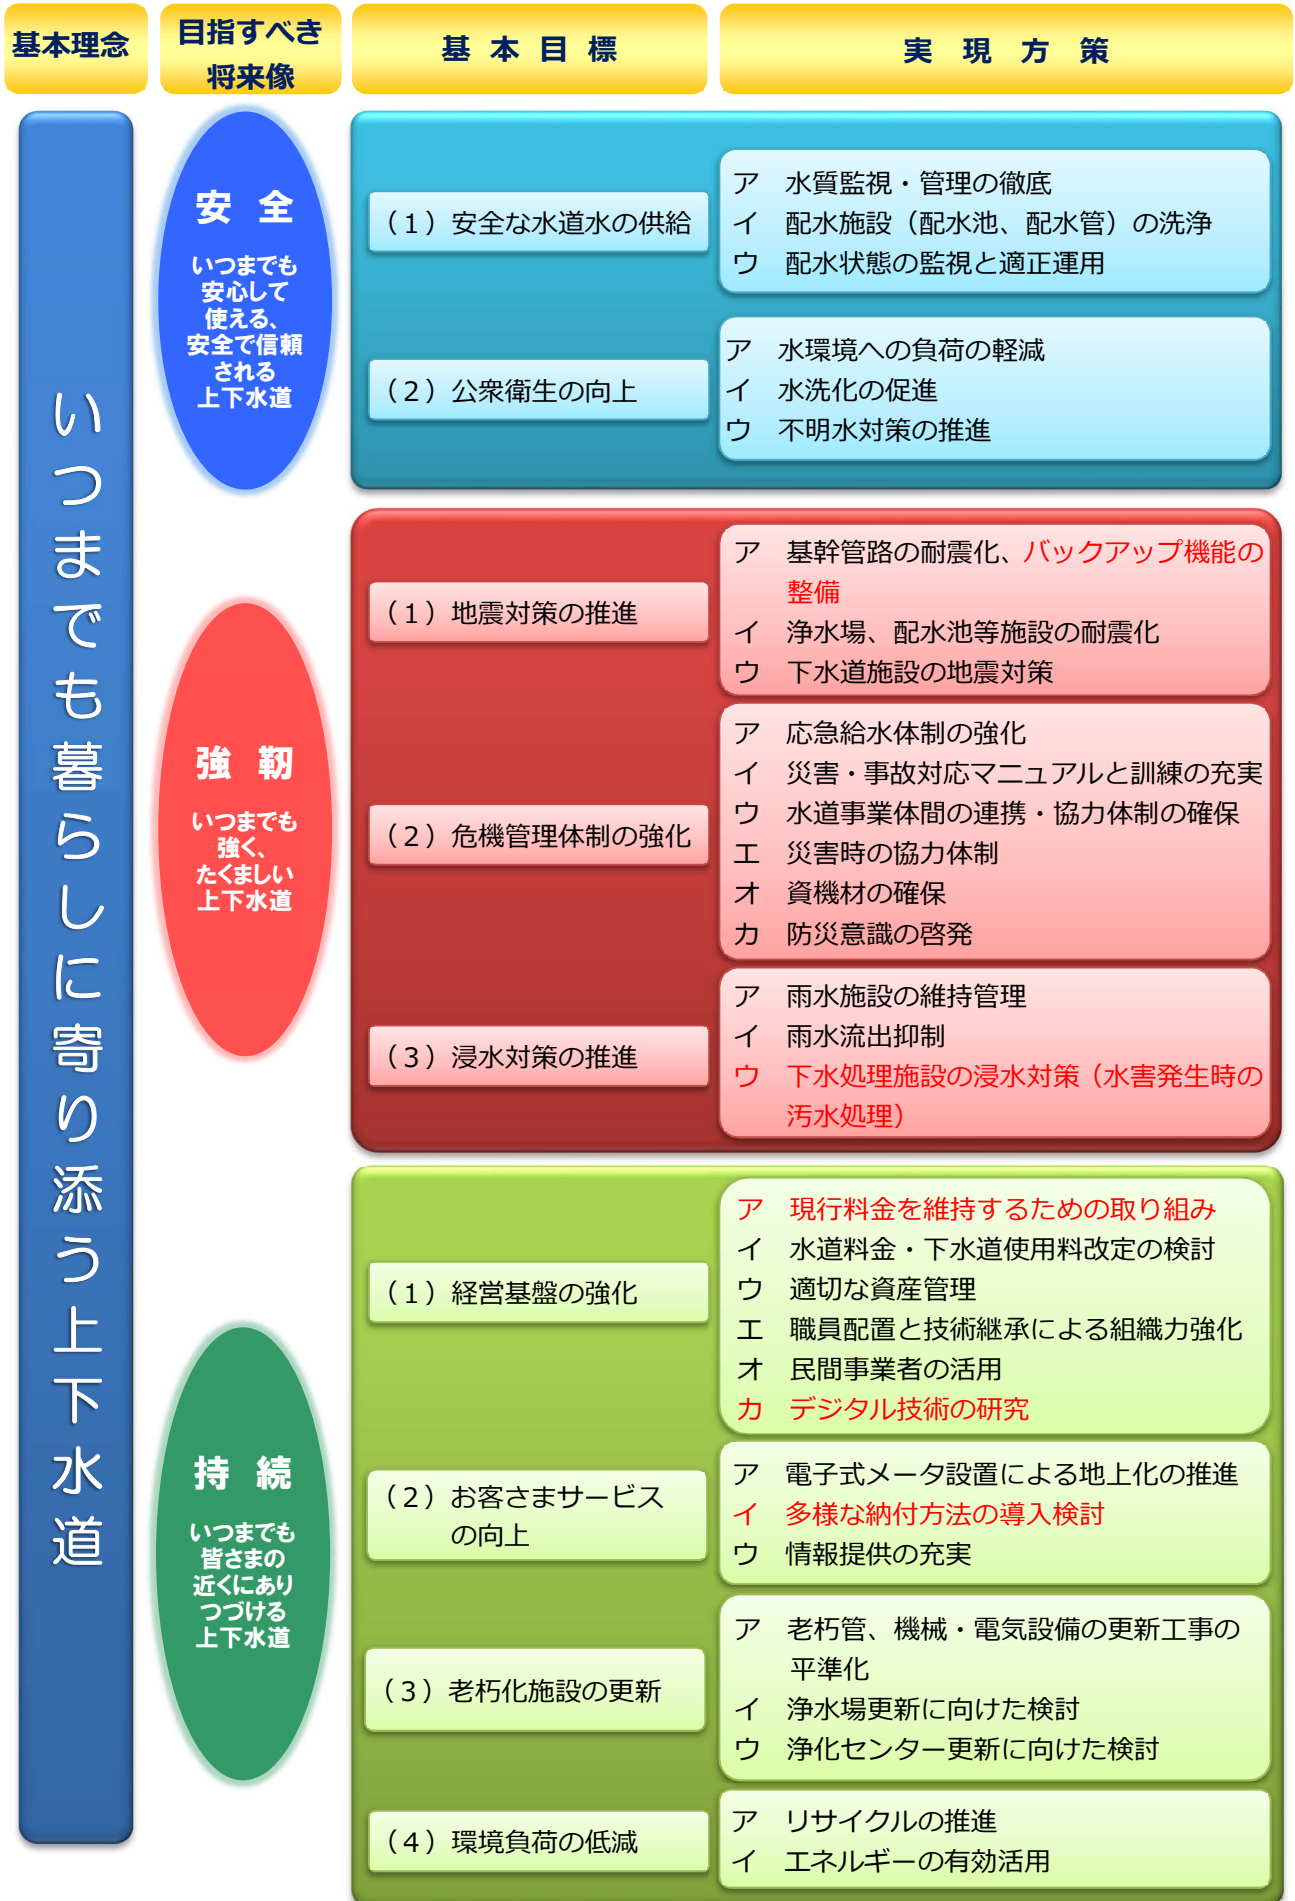 基本理念
目指すべき
将来像
基本目標
実現方策
いつまでも暮らしに寄り添う上下水道
安全
いつまでも
安心して
使える、
安全で信頼
される
上下水道
（１）安全な水道水の供給
ア　水質監視・管理の徹底
イ　配水施設（配水池、配水管）の洗浄
ウ　配水状態の監視と適正運用
（２）公衆衛生の向上
ア　水環境への負荷の軽減
イ　水洗化の促進
ウ　不明水対策の推進
強靭
いつまでも
強く、
たくましい
上下水道
（１）地震対策の推進
ア　基幹管路の耐震化、バックアップ機能の
整備
イ　浄水場、配水池等施設の耐震化
ウ　下水道施設の地震対策
（２）危機管理体制の強化
ア　応急給水体制の強化
イ　災害・事故対応マニュアルと訓練の充実
ウ　水道事業体間の連携・協力体制の確保
エ　災害時の協力体制
オ　資機材の確保
カ　防災意識の啓発
（３）浸水対策の推進
ア　雨水施設の維持管理
イ　雨水流出抑制
ウ　下水処理施設の浸水対策（水害発生時の
汚水処理）
持続
いつまでも
皆さまの
近くにあり
つづける
上下水道
（１）経営基盤の強化
ア　現行料金を維持するための取り組み
イ　水道料金・下水道使用料改定の検討
ウ　適切な資産管理
エ　職員配置と技術継承による組織力強化
オ　民間事業者の活用
カ　デジタル技術の研究
（２）お客さまサービス
の向上
ア　電子式メータ設置による地上化の推進
イ　多様な納付方法の導入検討
ウ　情報提供の充実
（３）老朽化施設の更新
ア　老朽管、機械・電気設備の更新工事の
平準化
イ　浄水場更新に向けた検討
ウ　浄化センター更新に向けた検討
（４）環境負荷の低減
ア　リサイクルの推進
イ　エネルギーの有効活用